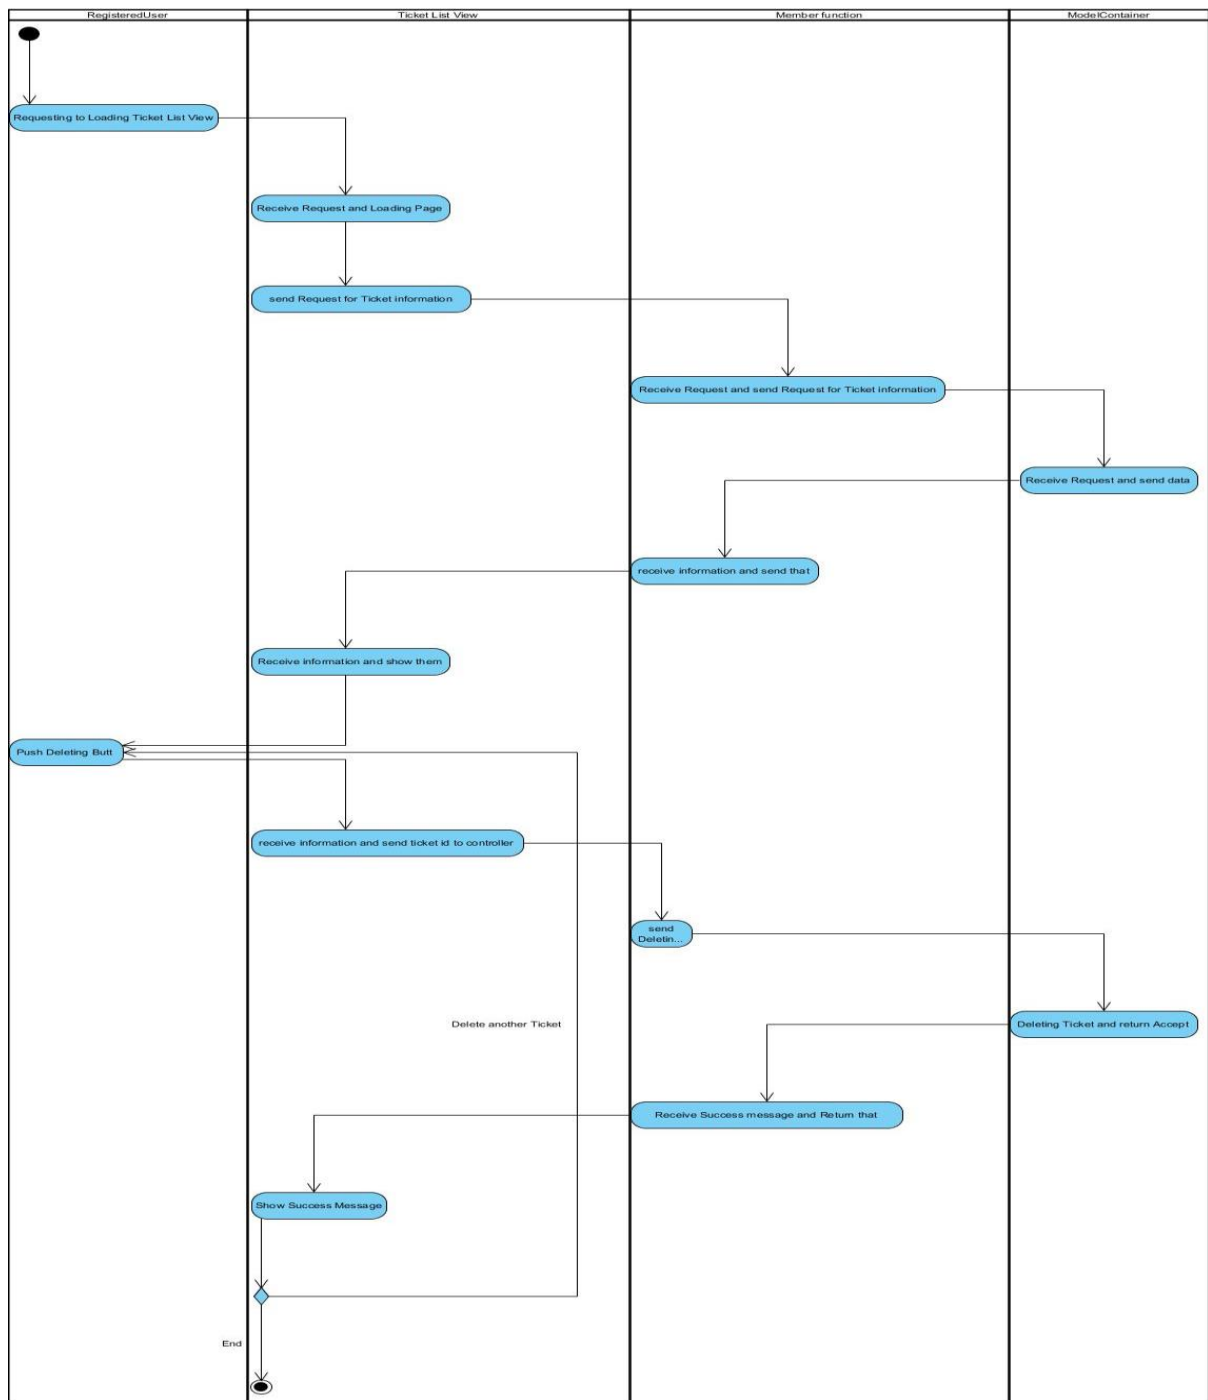 RegisteredUser
Ticket List View
Member function
ModelContainer
Requesting to Loading Ticket List View
Receive Request and Loading Page
send Request for Ticket information
Receive Request and send Request for Ticket information
Receive Request and send data
receive information and send that
Receive information and show them
Push Deleting Butt
receive information and send ticket id to controller
send
Deletin...
Delete another Ticket
Deleting Ticket and return Accept
Receive Success message and Return that
Show Success Message
End